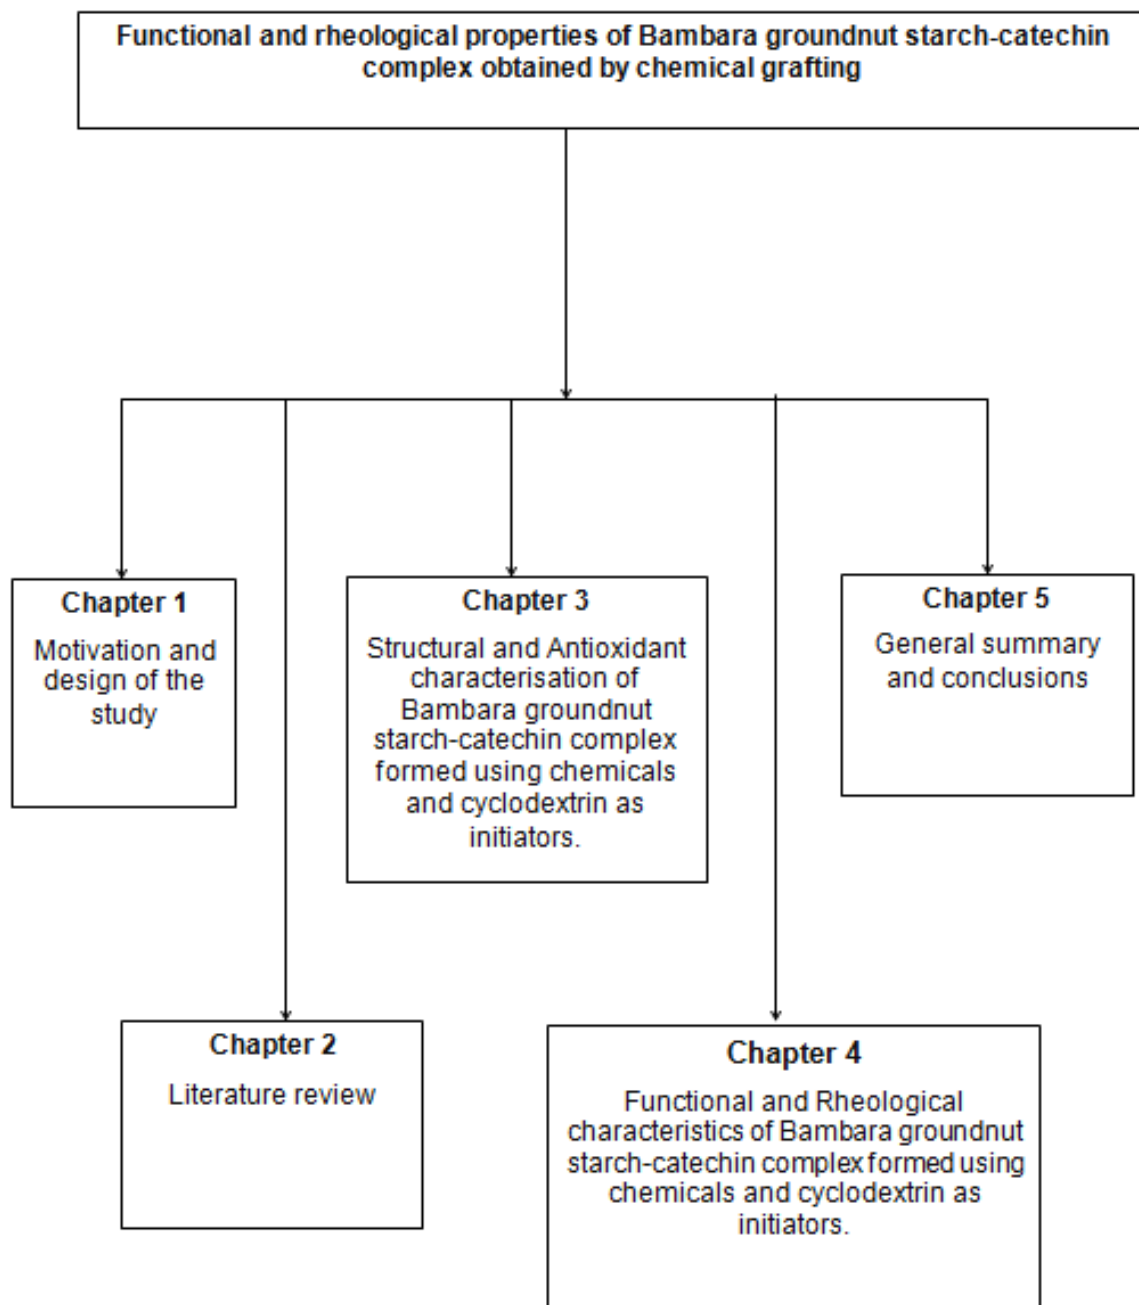 Functional and rheological properties of Bambara groundnut starch-catechin
complex obtained by chemical grafting
Chapter 1
Motivation and
design of the
study
Chapter 2
Literature review
Chapter 3
Structural and Antioxidant
characterisation of
Bambara groundnut
starch-catechin complex
formed using chemicals
and cyclodextrin as
initiators.
Chapter 4
Functional and Rheological
characteristics of Bambara groundnut
starch-catechin complex formed using
chemicals and cyclodextrin as
initiators.
Chapter 5
General summary
and conclusions